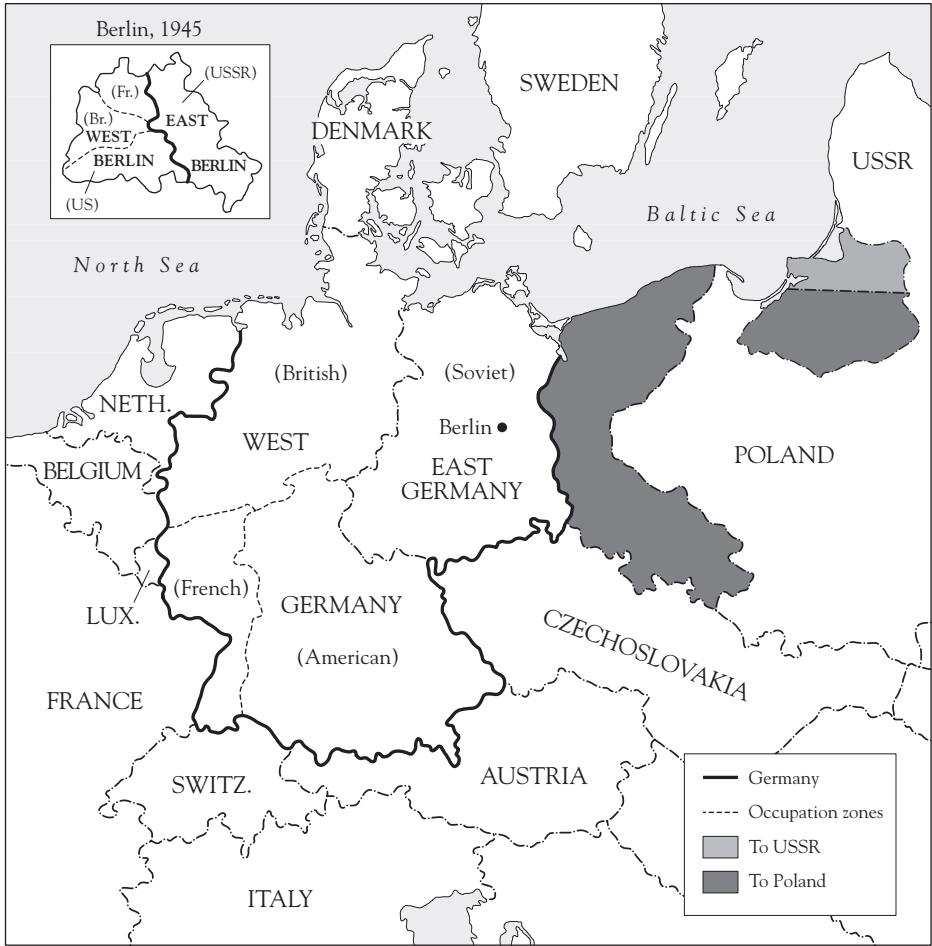 Berlin, 1945
(USSR)
(Fr.)
(Br.)
EAST
WEST
BERLIN
BERLIN
(US)
SWEDEN
DENMARK
USSR
Baltic Sea
North Sea
(British)
(Soviet)
NETH.
Berlin
WEST
POLAND
BELGIUM
EAST
GERMANY
(French)
GERMANY
LUX.
CZECHOSLOVAKIA
(American)
FRANCE
SWITZ.
AUSTRIA
Germany
Occupation zones
To USSR
To Poland
ITALY